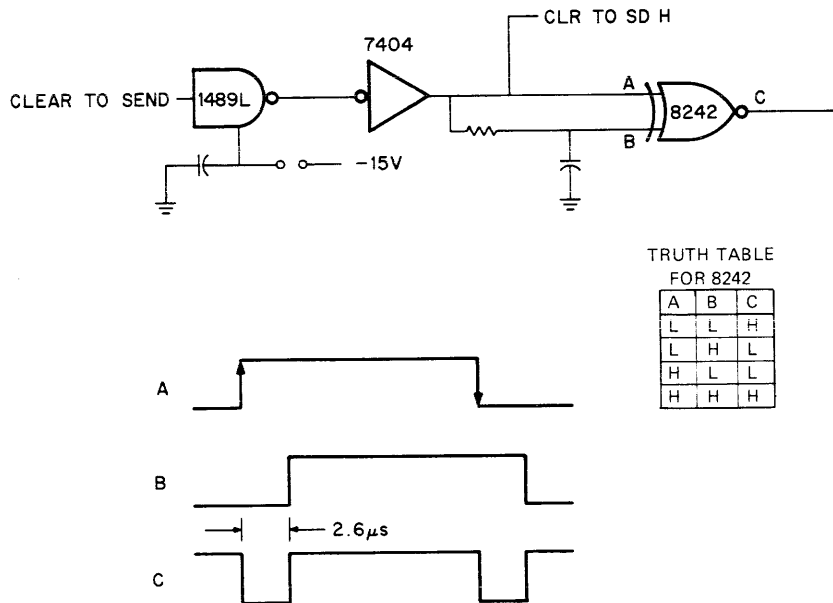 CLR TO SD H
7404
CLEAR TO SEND
1489L
A
8242
C
B
-15V
TRUTH TABLE
FOR 8242
A B C
L L H
L H L
H L L
H H H
A
B
2.6μs
C